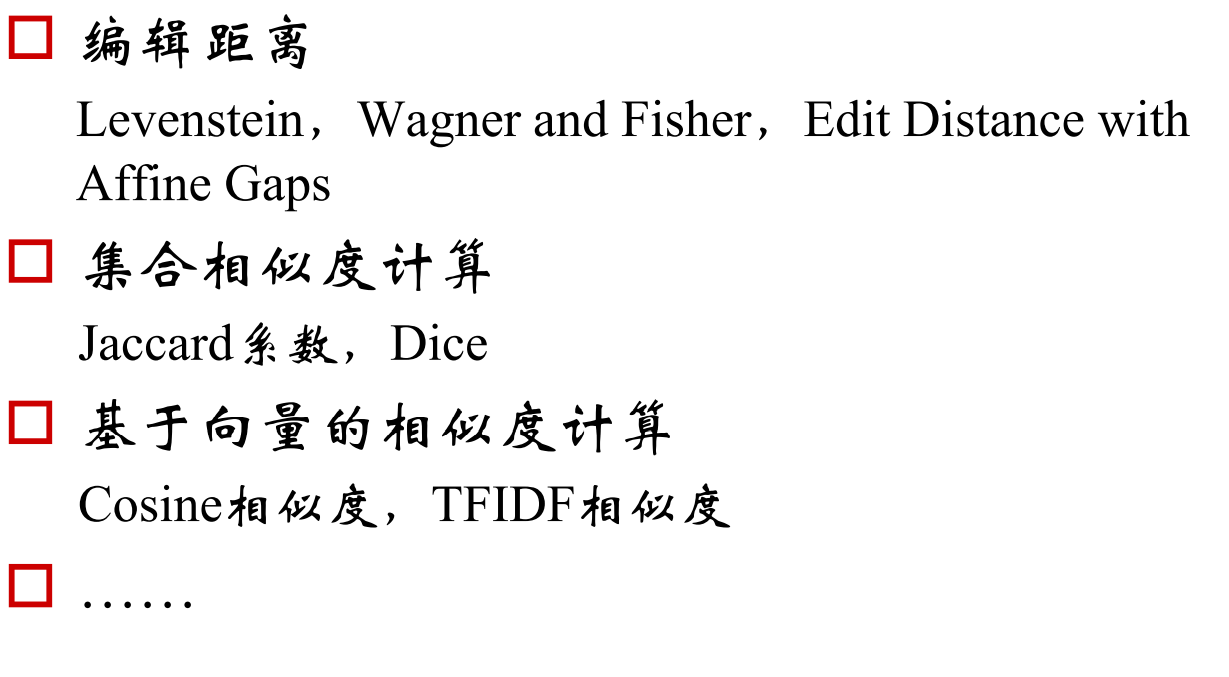 编辑距离
Levenstein，Wagner and Fisher，Edit Distance with
Affine Gaps
集合相似度计算
Jaccard系数，Dice
基于向量的相似度计算
Cosine相似度，TFIDF相似度
……